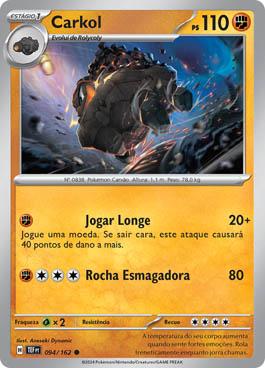 ESTÁGIO 1
Carkol
PS 110
Evolui de Rolycoly
Nº 0838 Pokémon Carvão Altura: 1,1 m Peso: 78,0 kg
Jogar Longe 20+
Jogue uma moeda. Se sair cara, este ataque causará
40 pontos de dano a mais.
Rocha Esmagadora 80
Fraqueza x2 Resistência Recuo
Ilust. Anesaki Dynamic
H TEF PT 094/162
A temperatura do seu corpo aumenta
quando sente fortes emoções. Rola
freneticamente enquanto jorra chamas.
©2024 Pokémon/Nintendo/Creatures/GAME FREAK